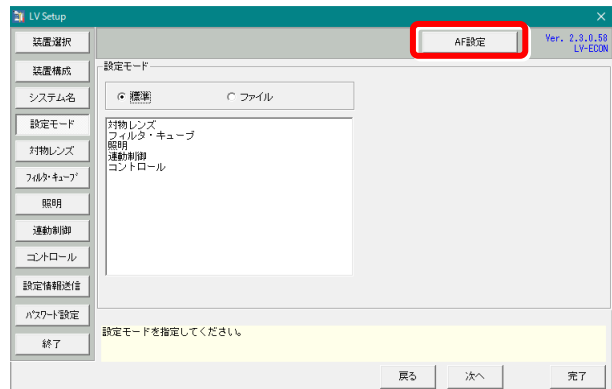 LV Setup
装置選択
AF設定
Ver. 2.3.0.58
LV-ECON
装置構成
システム名
設定モード
対物レンズ
フィルタ・キューブ
照明
連動制御
コントロール
設定情報送信
パスワード設定
終了
設定モード
標準
ファイル
対物レンズ
フィルタ・キューブ
照明
連動制御
コントロール
設定モードを指定してください。
戻る
次へ
完了